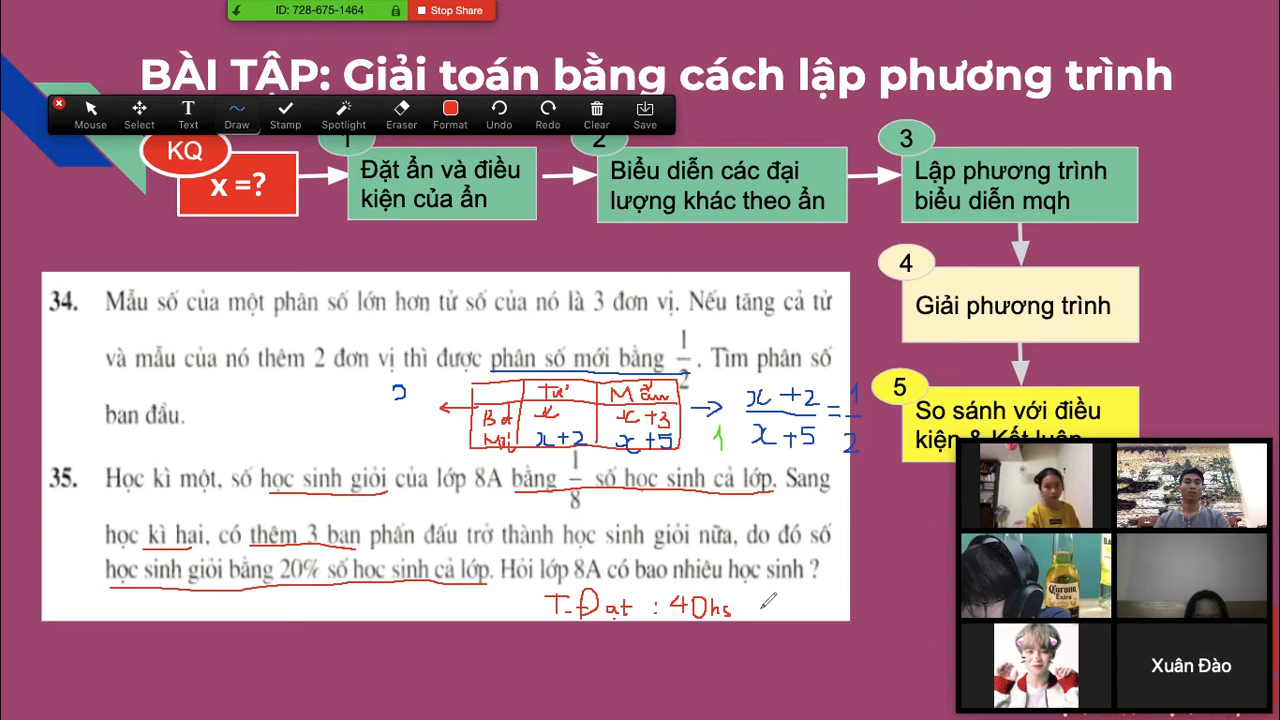 ID: 728-675-1464 Stop Share
BÀI TẬP: Giải toán bằng cách lập phương trình
Mouse Select Text Draw Stamp Spotlight Eraser Format Undo Redo Clear Save
KQ
x =?
1
Đặt ẩn và điều
kiện của ẩn
2
Biểu diễn các đại
lượng khác theo ẩn
3
Lập phương trình
biểu diễn mqh
4
Giải phương trình
5
So sánh với điều
kiện & Kết luận
34. Mẫu số của một phân số lớn hơn tử số của nó là 3 đơn vị. Nếu tăng cả tử
và mẫu của nó thêm 2 đơn vị thì được phân số mới bằng 1/2. Tìm phân số
ban đầu.
Tử Mẫu
Bđ x x+3
Mới x+2 x+5
x+2/x+5=1/2
1
35. Học kì một, số học sinh giỏi của lớp 8A bằng 1/8 số học sinh cả lớp. Sang
học kì hai, có thêm 3 bạn phấn đấu trở thành học sinh giỏi nữa, do đó số
học sinh giỏi bằng 20% số học sinh cả lớp. Hỏi lớp 8A có bao nhiêu học sinh ?
T-Đạt : 40hs
Corona
Extra
Xuân Đào